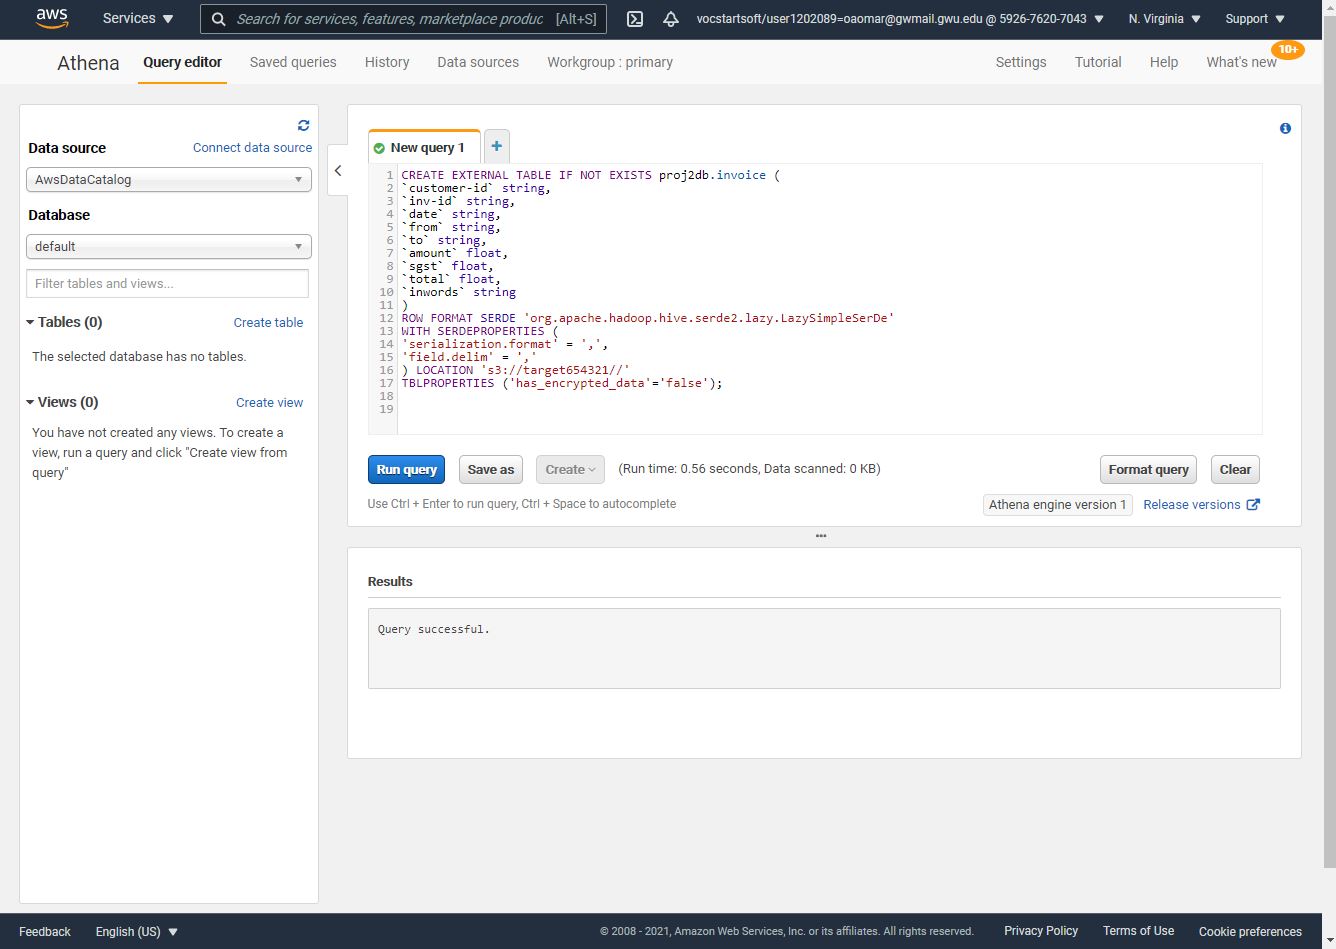 aws Services Search for services, features, marketplace produc [Alt+S] vocstartsoft/user1202089=oaomar@gwmail.gwu.edu @ 5926-7620-7043 N. Virginia Support
Athena Query editor Saved queries History Data sources Workgroup : primary Settings Tutorial Help What's new 10+
Data source Connect data source
AwsDataCatalog
Database
default
Filter tables and views...
Tables (0) Create table
The selected database has no tables.
Views (0) Create view
You have not created any views. To create a
view, run a query and click "Create view from
query"
New query 1 +
1 CREATE EXTERNAL TABLE IF NOT EXISTS proj2db.invoice (
2 `customer-id` string,
3 `inv-id` string,
4 `date` string,
5 `from` string,
6 `to` string,
7 `amount` float,
8 `sgst` float,
9 `total` float,
10 `inwords` string
11 )
12 ROW FORMAT SERDE 'org.apache.hadoop.hive.serde2.lazy.LazySimpleSerDe'
13 WITH SERDEPROPERTIES (
14 'serialization.format' = ',',
15 'field.delim' = ','
16 ) LOCATION 's3://target654321//'
17 TBLPROPERTIES ('has_encrypted_data'='false');
18
19
Run query Save as Create (Run time: 0.56 seconds, Data scanned: 0 KB) Format query Clear
Use Ctrl + Enter to run query, Ctrl + Space to autocomplete Athena engine version 1 Release versions
Results
Query successful.
Feedback English (US) © 2008 - 2021, Amazon Web Services, Inc. or its affiliates. All rights reserved. Privacy Policy Terms of Use Cookie preferences